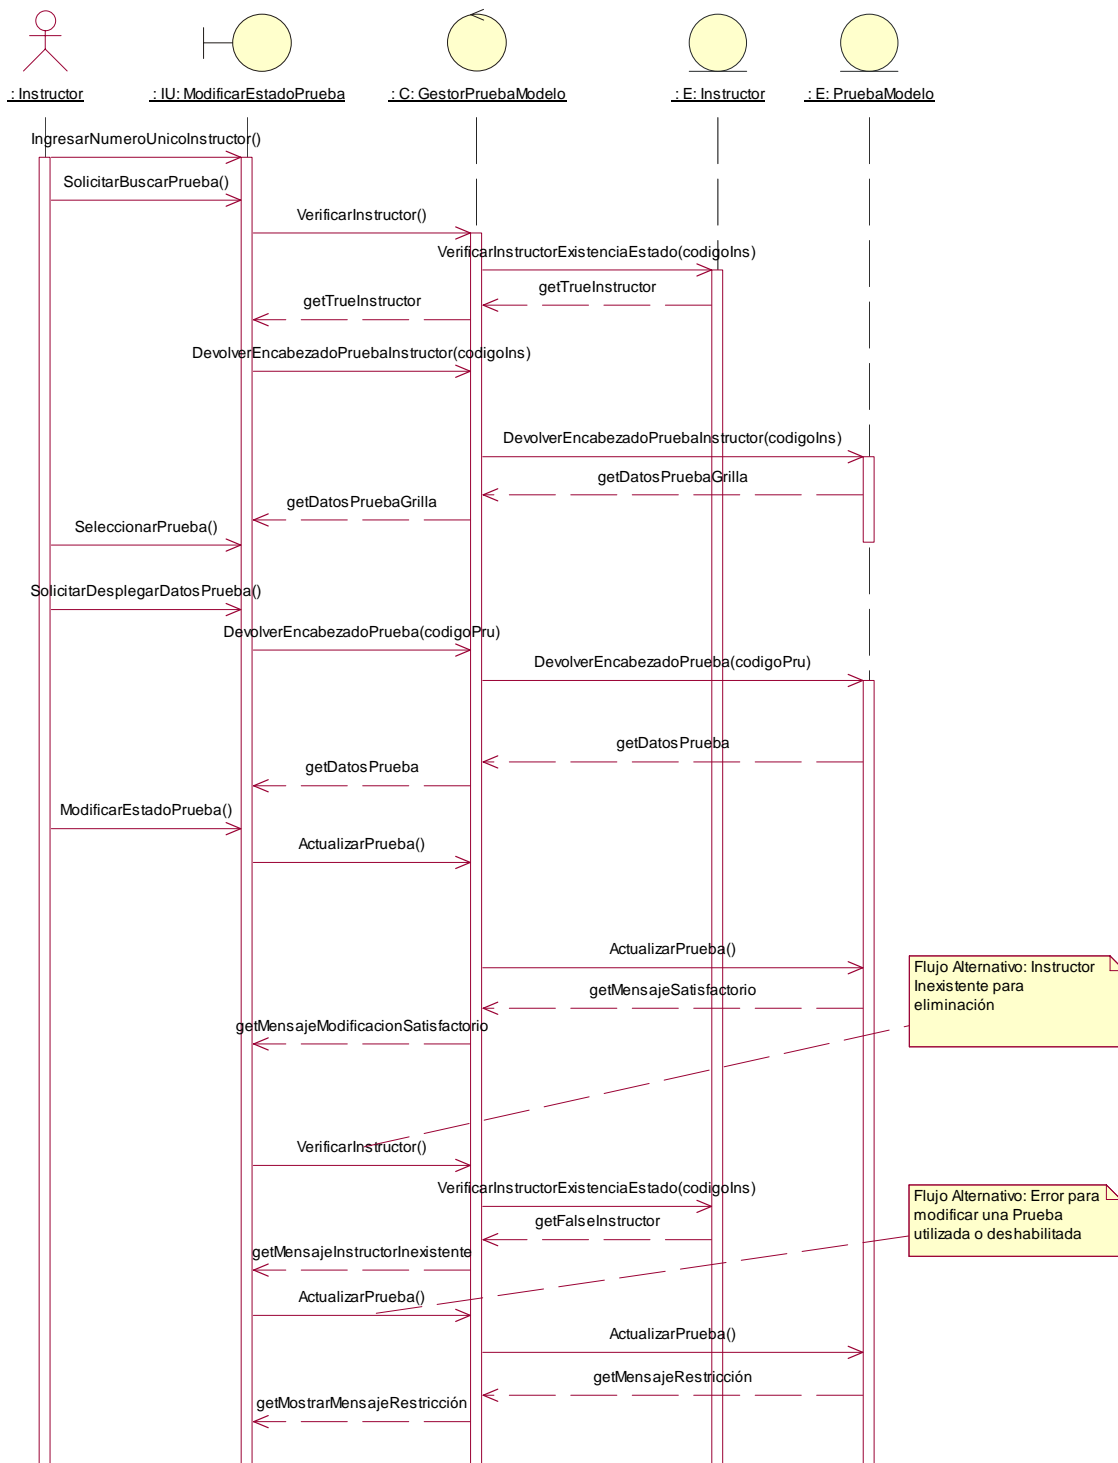 : Instructor
: IU: ModificarEstadoPrueba
: C: GestorPruebaModelo
: E: Instructor
: E: PruebaModelo
IngresarNumeroUnicoInstructor()
SolicitarBuscarPrueba()
VerificarInstructor()
VerificarInstructorExistenciaEstado(codigoIns)
getTrueInstructor
getTrueInstructor
DevolverEncabezadoPruebaInstructor(codigoIns)
DevolverEncabezadoPruebaInstructor(codigoIns)
getDatosPruebaGrilla
getDatosPruebaGrilla
SeleccionarPrueba()
SolicitarDesplegarDatosPrueba()
DevolverEncabezadoPrueba(codigoPru)
DevolverEncabezadoPrueba(codigoPru)
getDatosPrueba
getDatosPrueba
ModificarEstadoPrueba()
ActualizarPrueba()
ActualizarPrueba()
Flujo Alternativo: Instructor
Inexistente para
eliminación
getMensajeSatisfactorio
getMensajeModificacionSatisfactorio
VerificarInstructor()
VerificarInstructorExistenciaEstado(codigoIns)
Flujo Alternativo: Error para
modificar una Prueba
utilizada o deshabilitada
getFalseInstructor
getMensajeInstructorInexistente
ActualizarPrueba()
ActualizarPrueba()
getMensajeRestricción
getMostrarMensajeRestricción